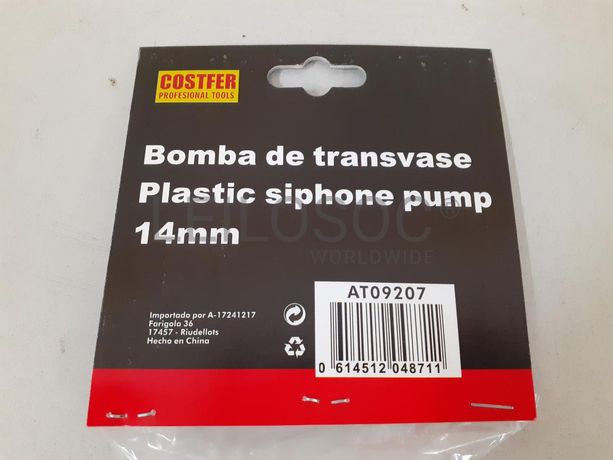 COSTFER
PROFESIONAL TOOLS
Bomba de transvase
Plastic siphone pump
14mm
LEILOSOC®
WORLDWIDE
AT09207
Importado por A-17241217
Farigola 36
17457 - Riudellots
Hecho en China
0 614512 048711